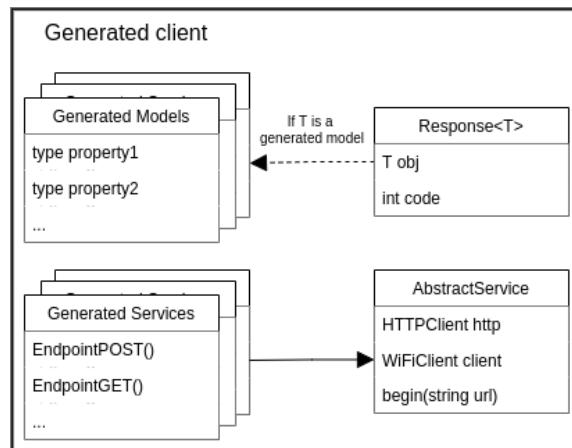 Generated client
Generated Models
type property1
type property2
...
If T is a
generated model
Response<T>
T obj
int code
Generated Services
EndpointPOST()
EndpointGET()
...
AbstractService
HTTPClient http
WiFiClient client
begin(string url)